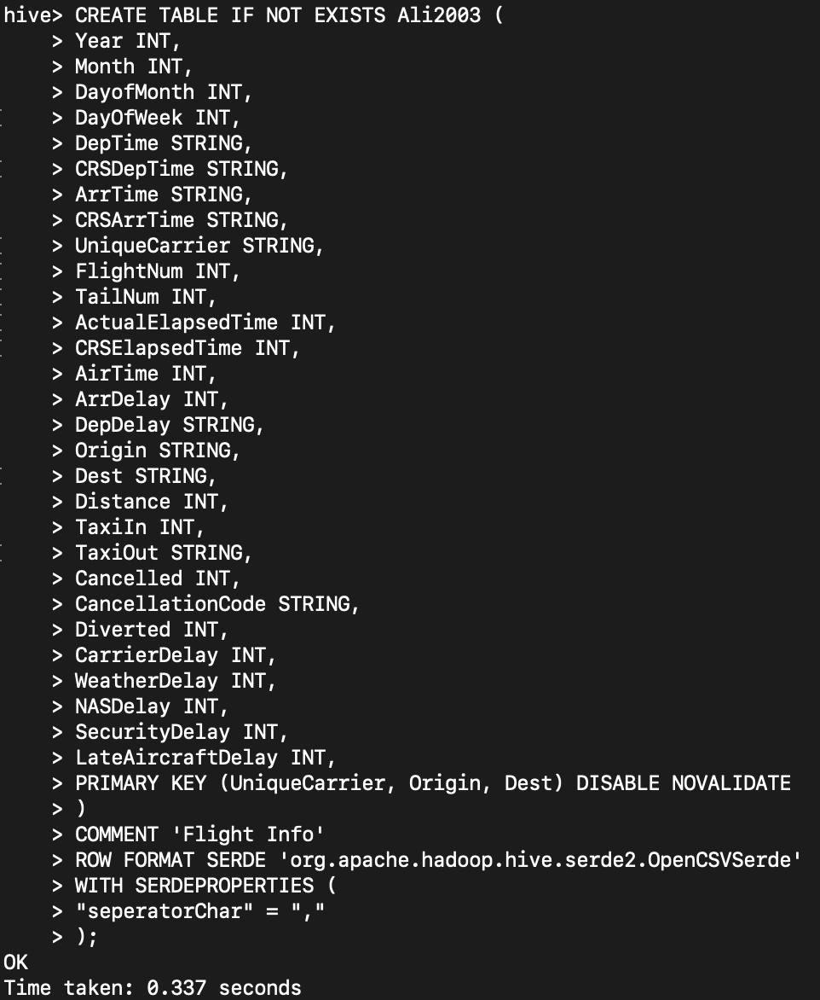 hive> CREATE TABLE IF NOT EXISTS Ali2003 (
    > Year INT,
    > Month INT,
    > DayofMonth INT,
    > DayOfWeek INT,
    > DepTime STRING,
    > CRSDepTime STRING,
    > ArrTime STRING,
    > CRSArrTime STRING,
    > UniqueCarrier STRING,
    > FlightNum INT,
    > TailNum INT,
    > ActualElapsedTime INT,
    > CRSElapsedTime INT,
    > AirTime INT,
    > ArrDelay INT,
    > DepDelay STRING,
    > Origin STRING,
    > Dest STRING,
    > Distance INT,
    > TaxiIn INT,
    > TaxiOut STRING,
    > Cancelled INT,
    > CancellationCode STRING,
    > Diverted INT,
    > CarrierDelay INT,
    > WeatherDelay INT,
    > NASDelay INT,
    > SecurityDelay INT,
    > LateAircraftDelay INT,
    > PRIMARY KEY (UniqueCarrier, Origin, Dest) DISABLE NOVALIDATE
    > )
    > COMMENT 'Flight Info'
    > ROW FORMAT SERDE 'org.apache.hadoop.hive.serde2.OpenCSVSerde'
    > WITH SERDEPROPERTIES (
    > "seperatorChar" = ","
    > );
OK
Time taken: 0.337 seconds